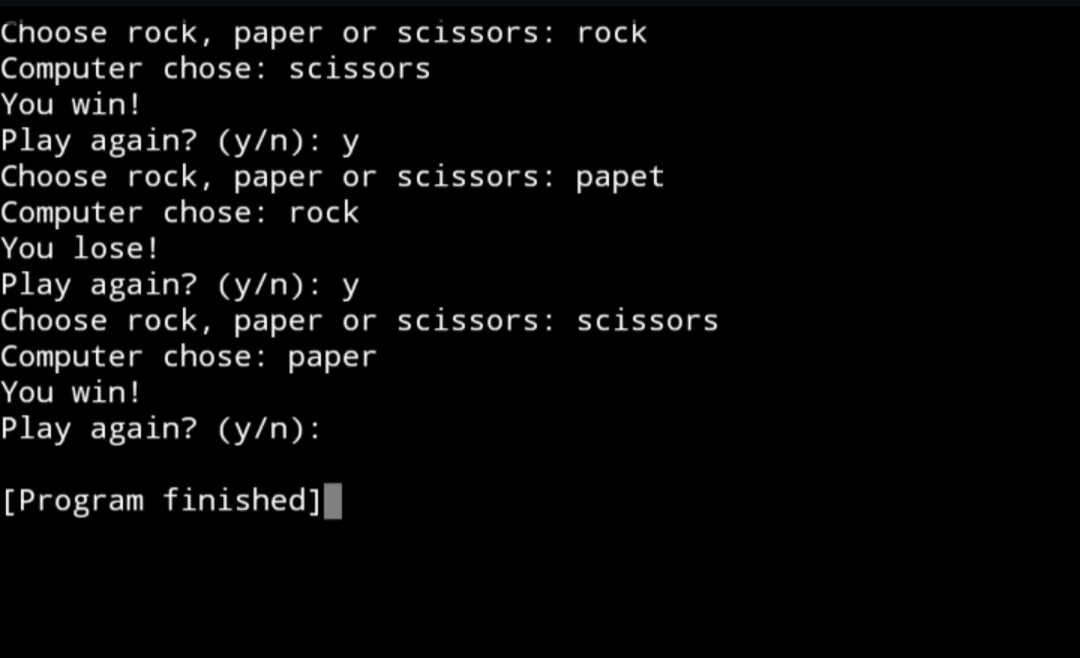 Choose rock, paper or scissors: rock
Computer chose: scissors
You win!
Play again? (y/n): y
Choose rock, paper or scissors: papet
Computer chose: rock
You lose!
Play again? (y/n): y
Choose rock, paper or scissors: scissors
Computer chose: paper
You win!
Play again? (y/n):
[Program finished]